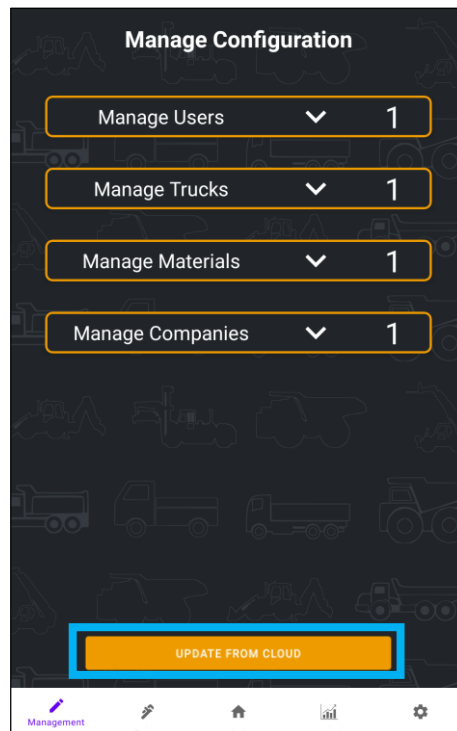 Manage Configuration
Manage Users 1
Manage Trucks 1
Manage Materials 1
Manage Companies 1
UPDATE FROM CLOUD
Management